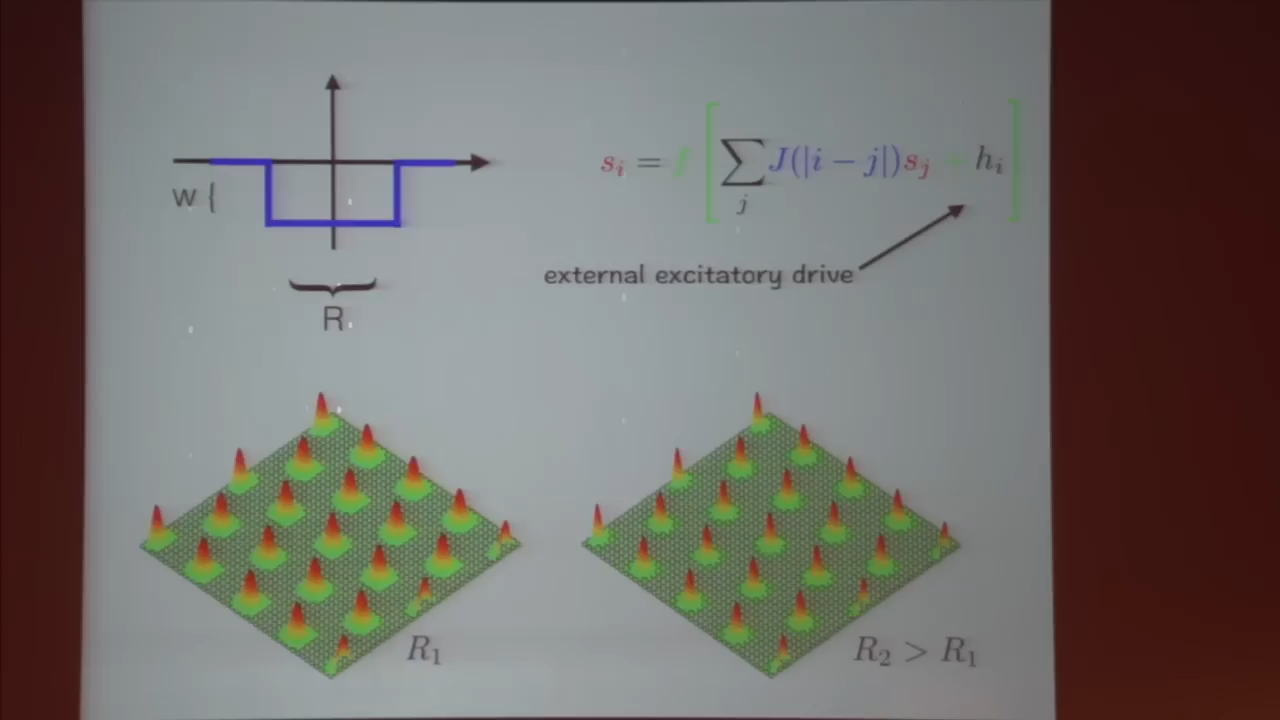 w {
R
s_i = f [ ∑_j J(|i − j|)s_j + h_i ]
external excitatory drive
R_1
R_2 > R_1